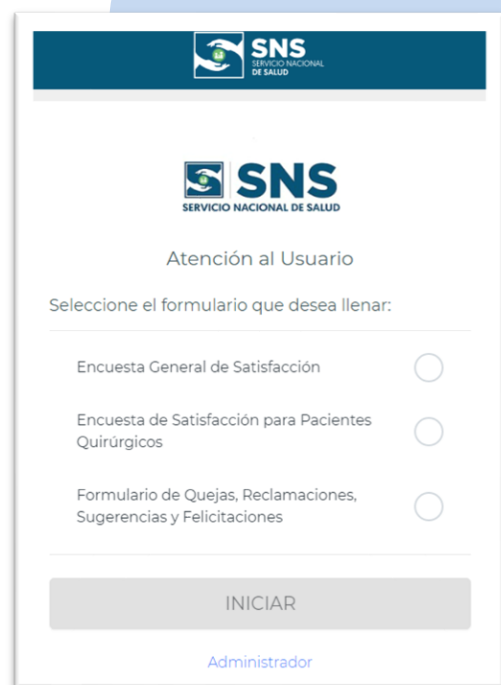 SNS
SERVICIO NACIONAL
DE SALUD
SNS
SERVICIO NACIONAL DE SALUD
Atención al Usuario
Seleccione el formulario que desea llenar:
Encuesta General de Satisfacción
Encuesta de Satisfacción para Pacientes
Quirúrgicos
Formulario de Quejas, Reclamaciones,
Sugerencias y Felicitaciones
INICIAR
Administrador